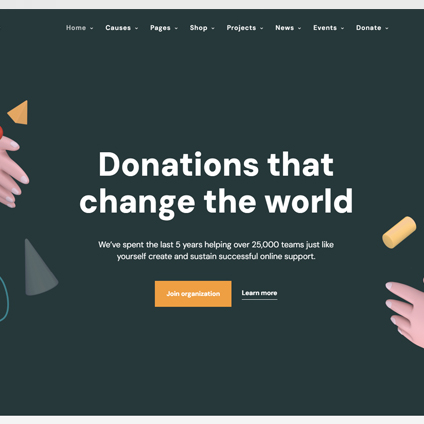 Home Causes Pages Shop Projects News Events Donate
Donations that
change the world
We've spent the last 5 years helping over 25,000 teams just like
yourself create and sustain successful online support.
Join organization Learn more